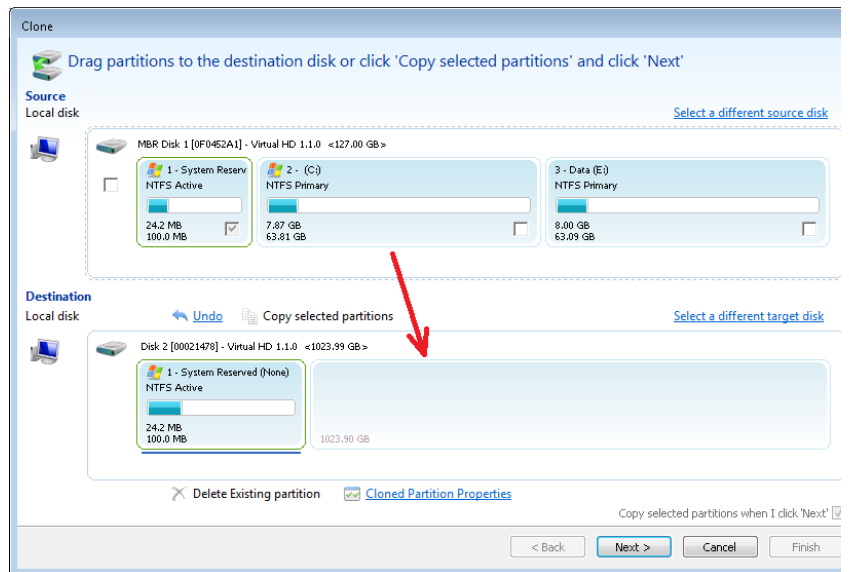 Clone
Drag partitions to the destination disk or click 'Copy selected partitions' and click 'Next'
Source
Local disk
Select a different source disk
MBR Disk 1 [0F0452A1] - Virtual HD 1.1.0 <127.00 GB>
1 - System Reserv
NTFS Active
24.2 MB
100.0 MB
2 - (C:)
NTFS Primary
7.87 GB
63.81 GB
3 - Data (E:)
NTFS Primary
8.00 GB
63.09 GB
Destination
Local disk
Undo
Copy selected partitions
Select a different target disk
Disk 2 [00021478] - Virtual HD 1.1.0 <1023.99 GB>
1 - System Reserved (None)
NTFS Active
24.2 MB
100.0 MB
1023.90 GB
Delete Existing partition
Cloned Partition Properties
Copy selected partitions when I click 'Next'
< Back
Next >
Cancel
Finish